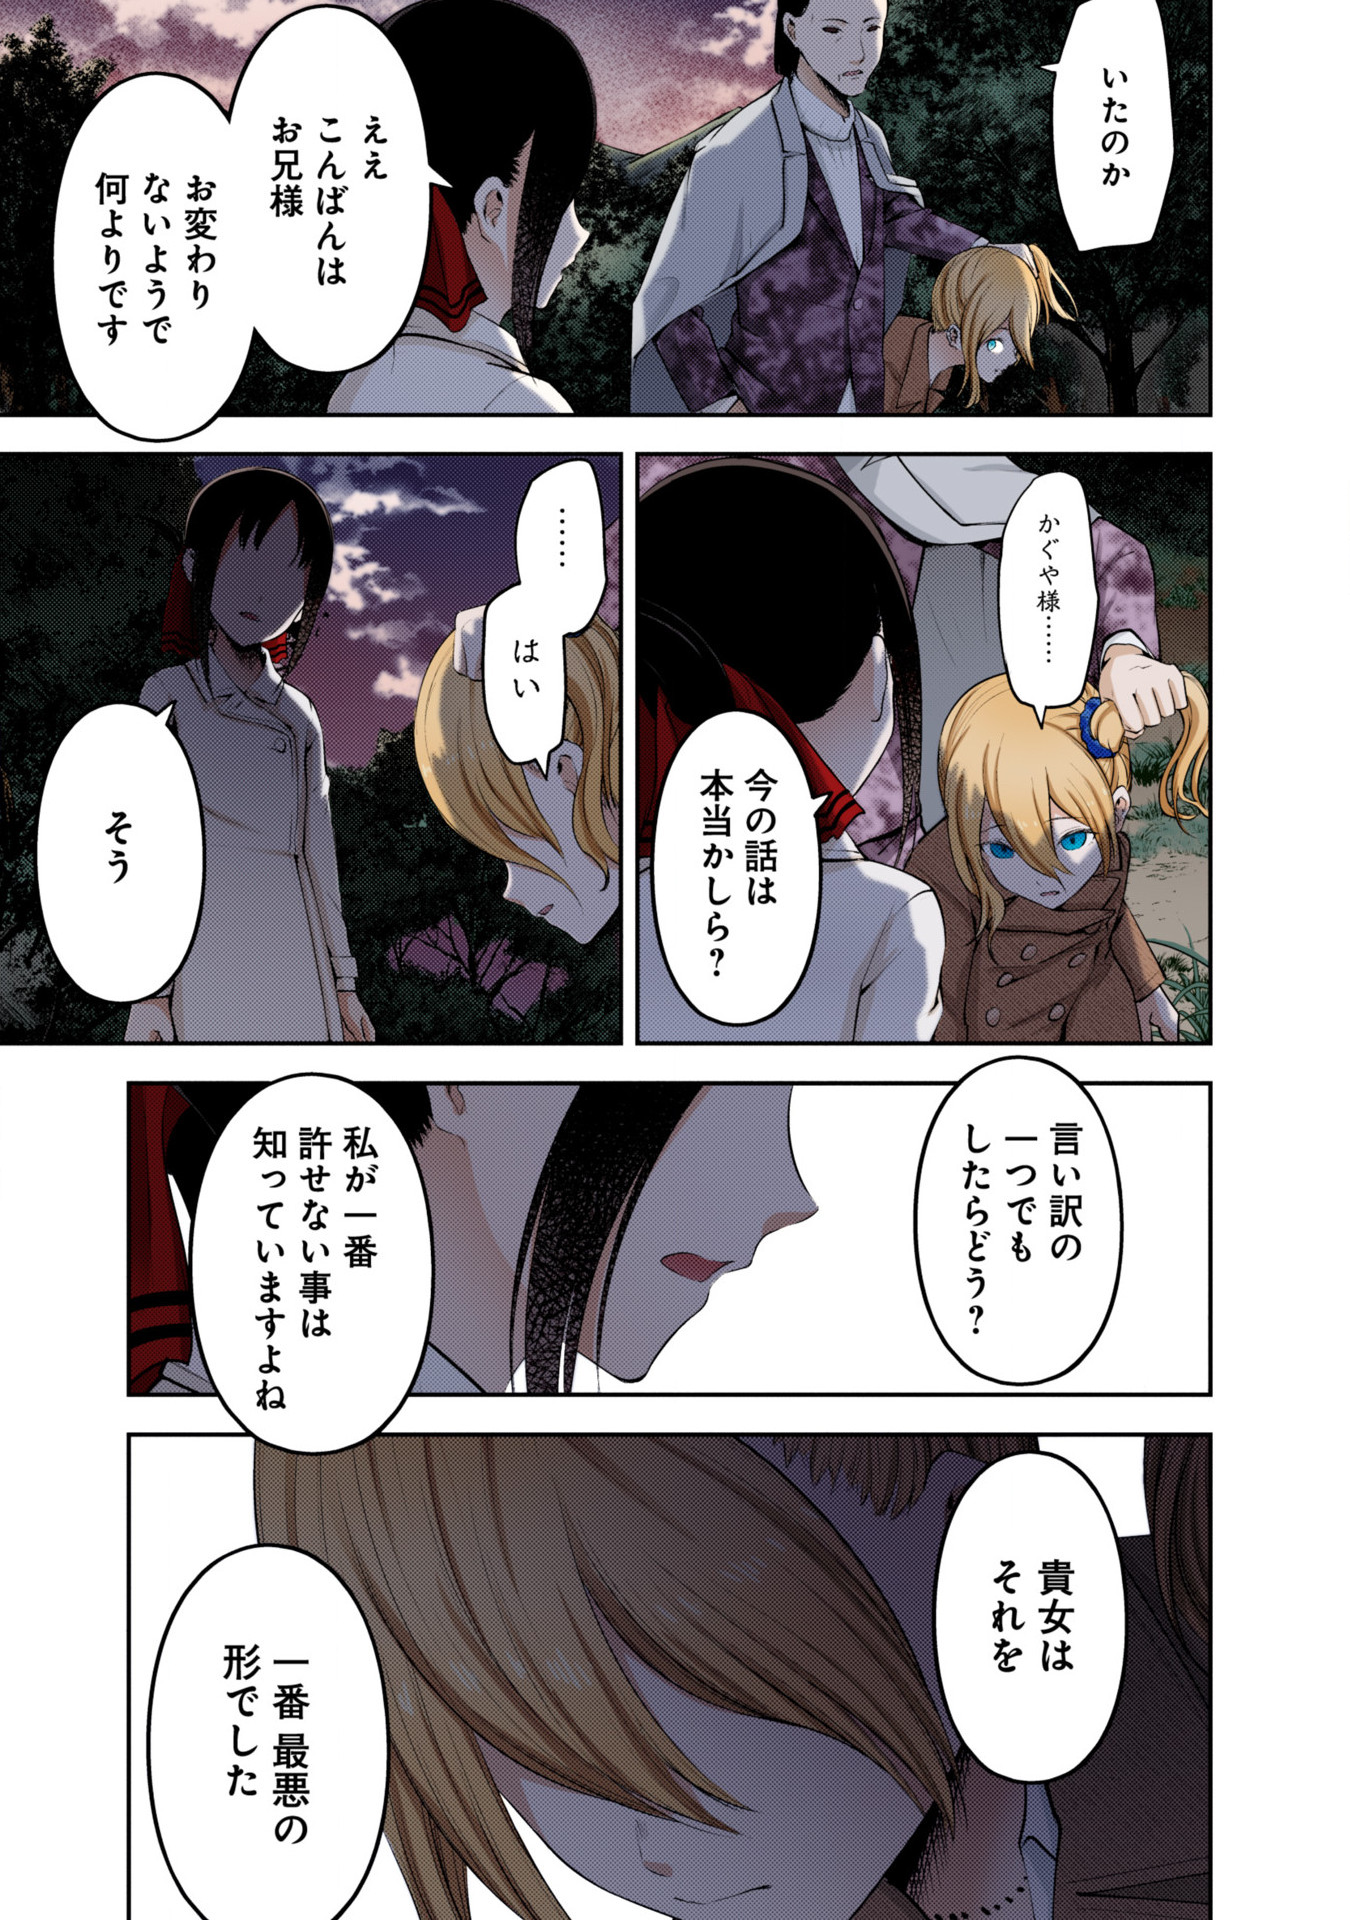 いたのか
ええ
こんばんは
お兄様
お変わり
ないようで
何よりです
かぐや様……
今の話は
本当かしら？
……
はい
そう
言い訳の
一つでも
したらどう？
私が一番
許せない事は
知っていますよね
貴女は
それを
一番最悪の
形でした